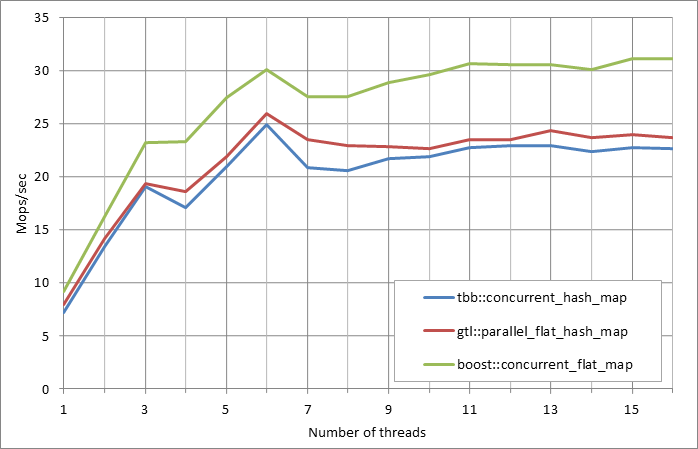 35
30
25
20
15
10
5
0
Mops/sec
tbb::concurrent_hash_map
gtl::parallel_flat_hash_map
boost::concurrent_flat_map
1 3 5 7 9 11 13 15
Number of threads